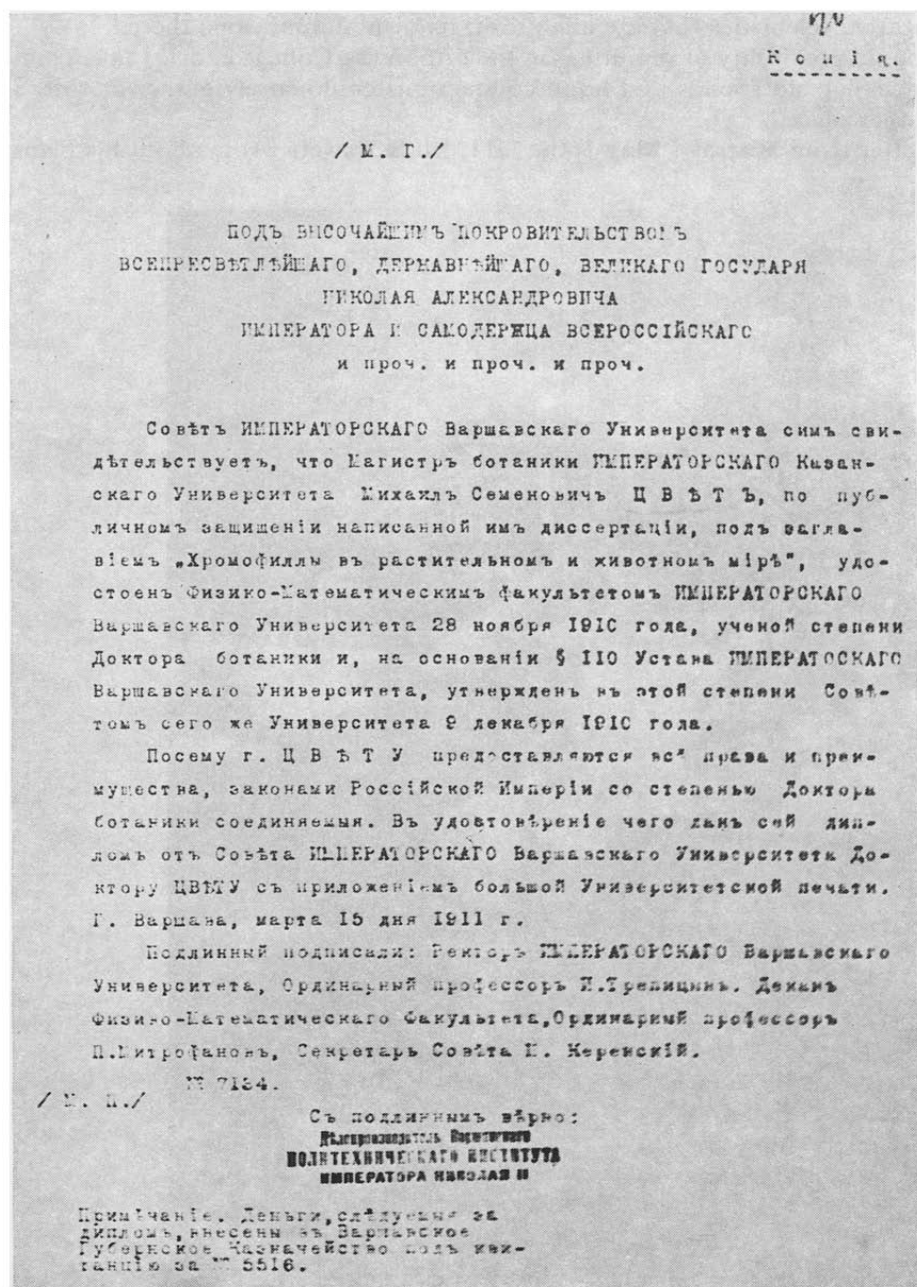 Копія.
/ М. Г./
ПОДЪ ВЫСОЧАЙШИМЪ ПОКРОВИТЕЛЬСТВОМЪ
ВСЕПРЕСВѢТЛѢЙШАГО, ДЕРЖАВНѢЙШАГО, ВЕЛИКАГО ГОСУДАРЯ
НИКОЛАЯ АЛЕКСАНДРОВИЧА
ИМПЕРАТОРА И САМОДЕРЖЦА ВСЕРОССІЙСКАГО
и проч. и проч. и проч.
Совѣтъ ИМПЕРАТОРСКАГО Варшавскаго Университета симъ сви-
дѣтельствуетъ, что Магистръ ботаники ИМПЕРАТОРСКАГО Казан-
скаго Университета Михаилъ Семеновичъ Ц В Ѣ Т Ъ, по пуб-
личномъ защищеніи написанной имъ диссертаціи, подъ загла-
віемъ „Хромофиллы въ растительномъ и животномъ мірѣ", удо-
стоенъ Физико-Математическимъ факультетомъ ИМПЕРАТОРСКАГО
Варшавскаго Университета 28 ноября 1910 года, ученой степени
Доктора ботаники и, на основаніи § 110 Устава ИМПЕРАТОСКАГО
Варшавскаго Университета, утвержденъ въ этой степени Совѣ-
томъ сего же Университета 9 декабря 1910 года.
Посему г. Ц В Ѣ Т У предоставляются всѣ права и преи-
мущества, законами Россійской Имперіи со степенью Доктора
ботаники соединяемыя. Въ удостовѣреніе чего данъ сей дип-
ломъ отъ Совѣта ИМПЕРАТОРСКАГО Варшавскаго Университета До-
ктору ЦВѢТУ съ приложеніемъ большой Университетской печати.
Г. Варшава, марта 15 дня 1911 г.
Подлинный подписали: Ректоръ ИМПЕРАТОРСКАГО Варшавскаго
Университета, Ординарный профессоръ И.Трепицынъ. Деканъ
Физико-Математическаго Факультета,Ординарный профессоръ
П.Митрофановъ, Секретарь Совѣта Керенскій.
№ 7134.
/ М. П./
Съ подлиннымъ вѣрно:
Дѣлопроизводитель Варшавскаго
ПОЛИТЕХНИЧЕСКАГО ИНСТИТУТА
ИМПЕРАТОРА НИКОЛАЯ II
Примѣчаніе. Деньги,слѣдуемыя за
дипломъ,внесены въ Варшавское
Губернское Казначейство подъ кви-
танцію за № 5516.